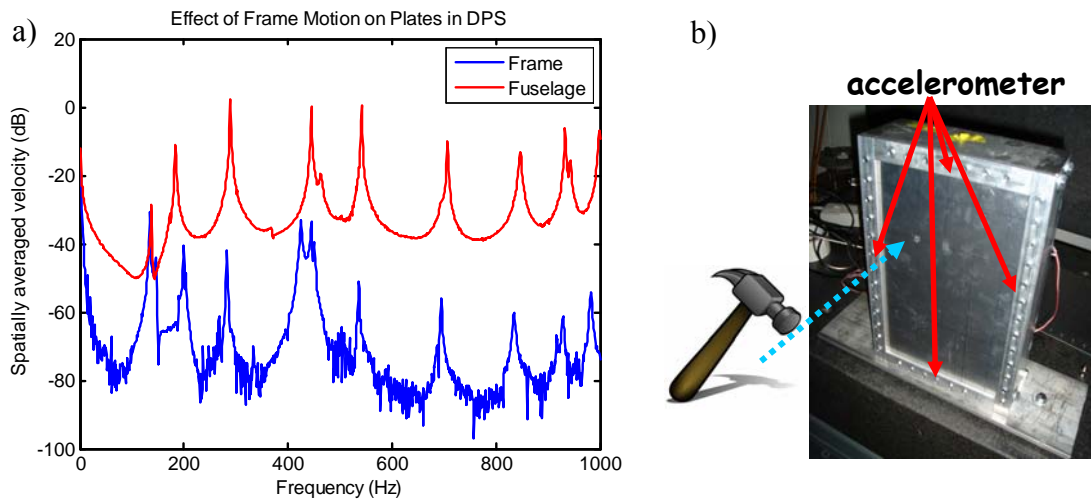 a)
Effect of Frame Motion on Plates in DPS
Spatially averaged velocity (dB)
20
0
-20
-40
-60
-80
-100
Frame
Fuselage
0
200
400
600
800
1000
Frequency (Hz)
b)
accelerometer